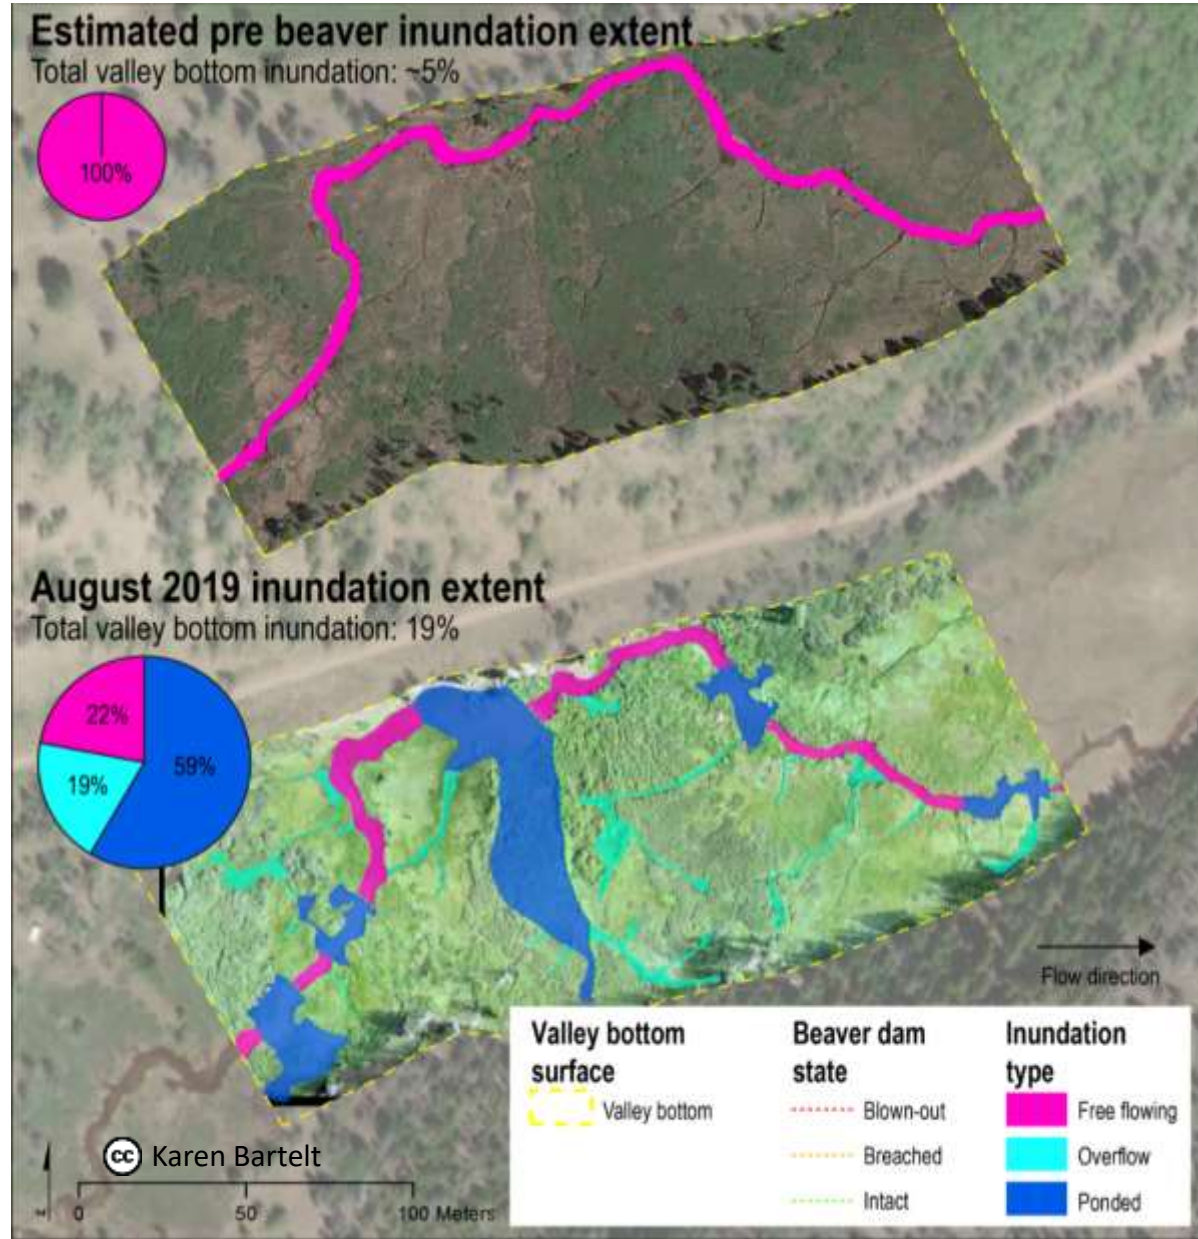 Estimated pre beaver inundation extent
Total valley bottom inundation: ~5%
100%
August 2019 inundation extent
Total valley bottom inundation: 19%
22%
59%
19%
Flow direction
Valley bottom surface
Valley bottom
Beaver dam state
Blown-out
Breached
Intact
Inundation type
Free flowing
Overflow
Ponded
cc Karen Bartelt
0 50 100 Meters